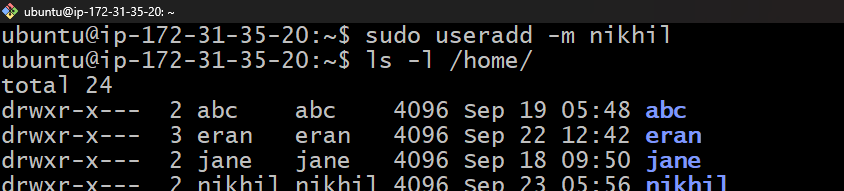 ubuntu@ip-172-31-35-20: ~
ubuntu@ip-172-31-35-20:~$ sudo useradd -m nikhil
ubuntu@ip-172-31-35-20:~$ ls -l /home/
total 24
drwxr-x--- 2 abc abc 4096 Sep 19 05:48 abc
drwxr-x--- 3 eran eran 4096 Sep 22 12:42 eran
drwxr-x--- 2 jane jane 4096 Sep 18 09:50 jane
drwxr-x--- 2 nikhil nikhil 4096 Sep 23 05:56 nikhil